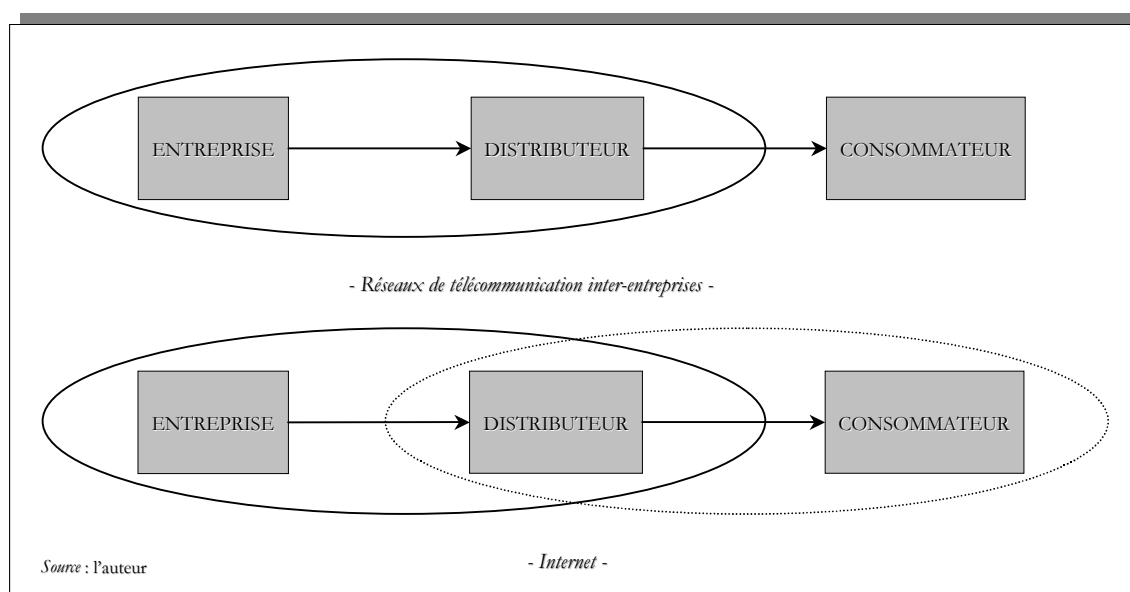 ENTREPRISE DISTRIBUTEUR CONSOMMATEUR
- Réseaux de télécommunication inter-entreprises -
ENTREPRISE DISTRIBUTEUR CONSOMMATEUR
- Internet -
Source : l'auteur